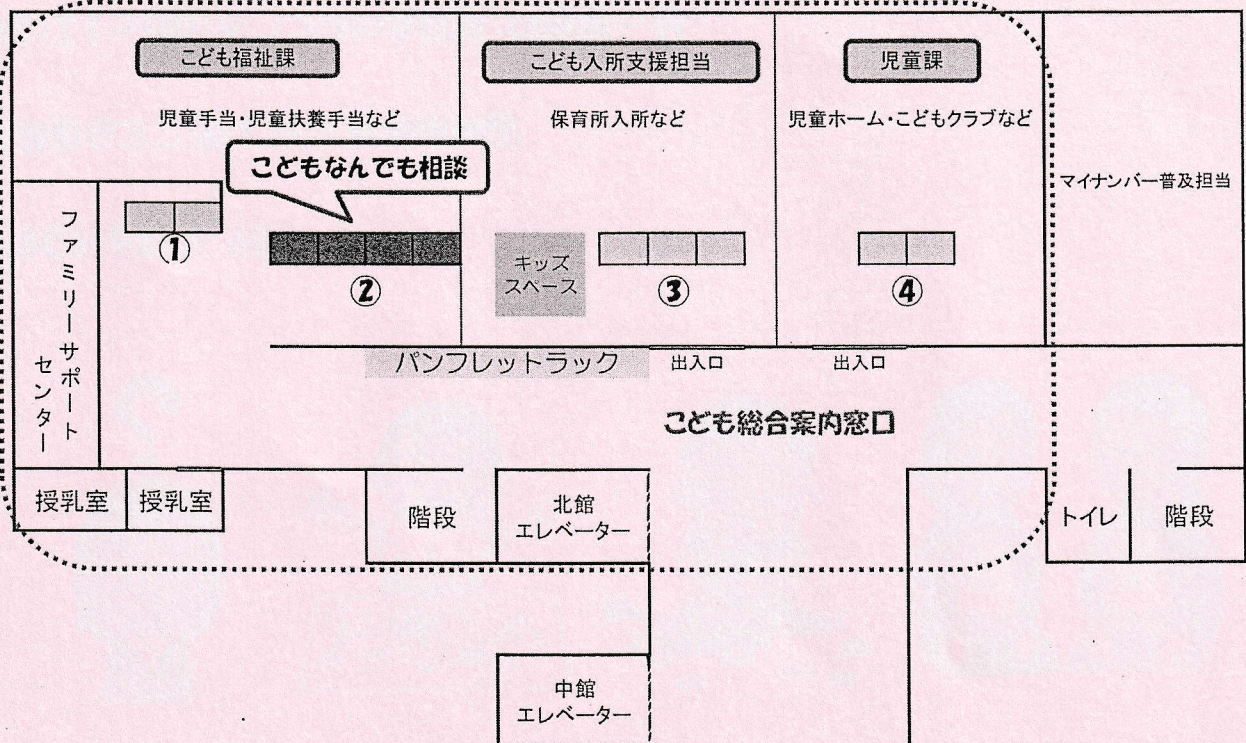 こども福祉課
こども入所支援担当
児童課
児童手当・児童扶養手当など
保育所入所など
児童ホーム・こどもクラブなど
こどもなんでも相談
マイナンバー普及担当
ファミリーサポート
センター
①
②
キッズ
スペース
③
④
パンフレットラック
出入口
出入口
こども総合案内窓口
授乳室
授乳室
階段
北館
エレベーター
トイレ
階段
中館
エレベーター